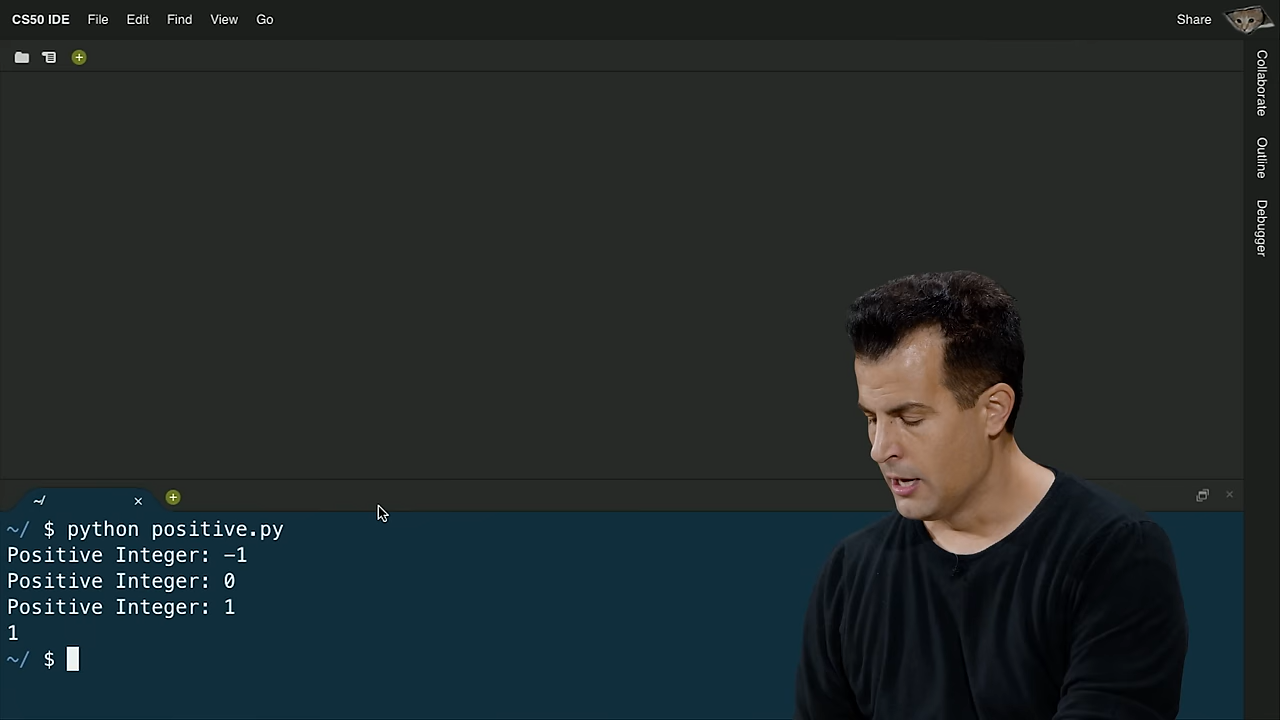 CS50 IDE File Edit Find View Go Share
Collaborate
Outline
Debugger
~/
~/ $ python positive.py
Positive Integer: -1
Positive Integer: 0
Positive Integer: 1
1
~/ $